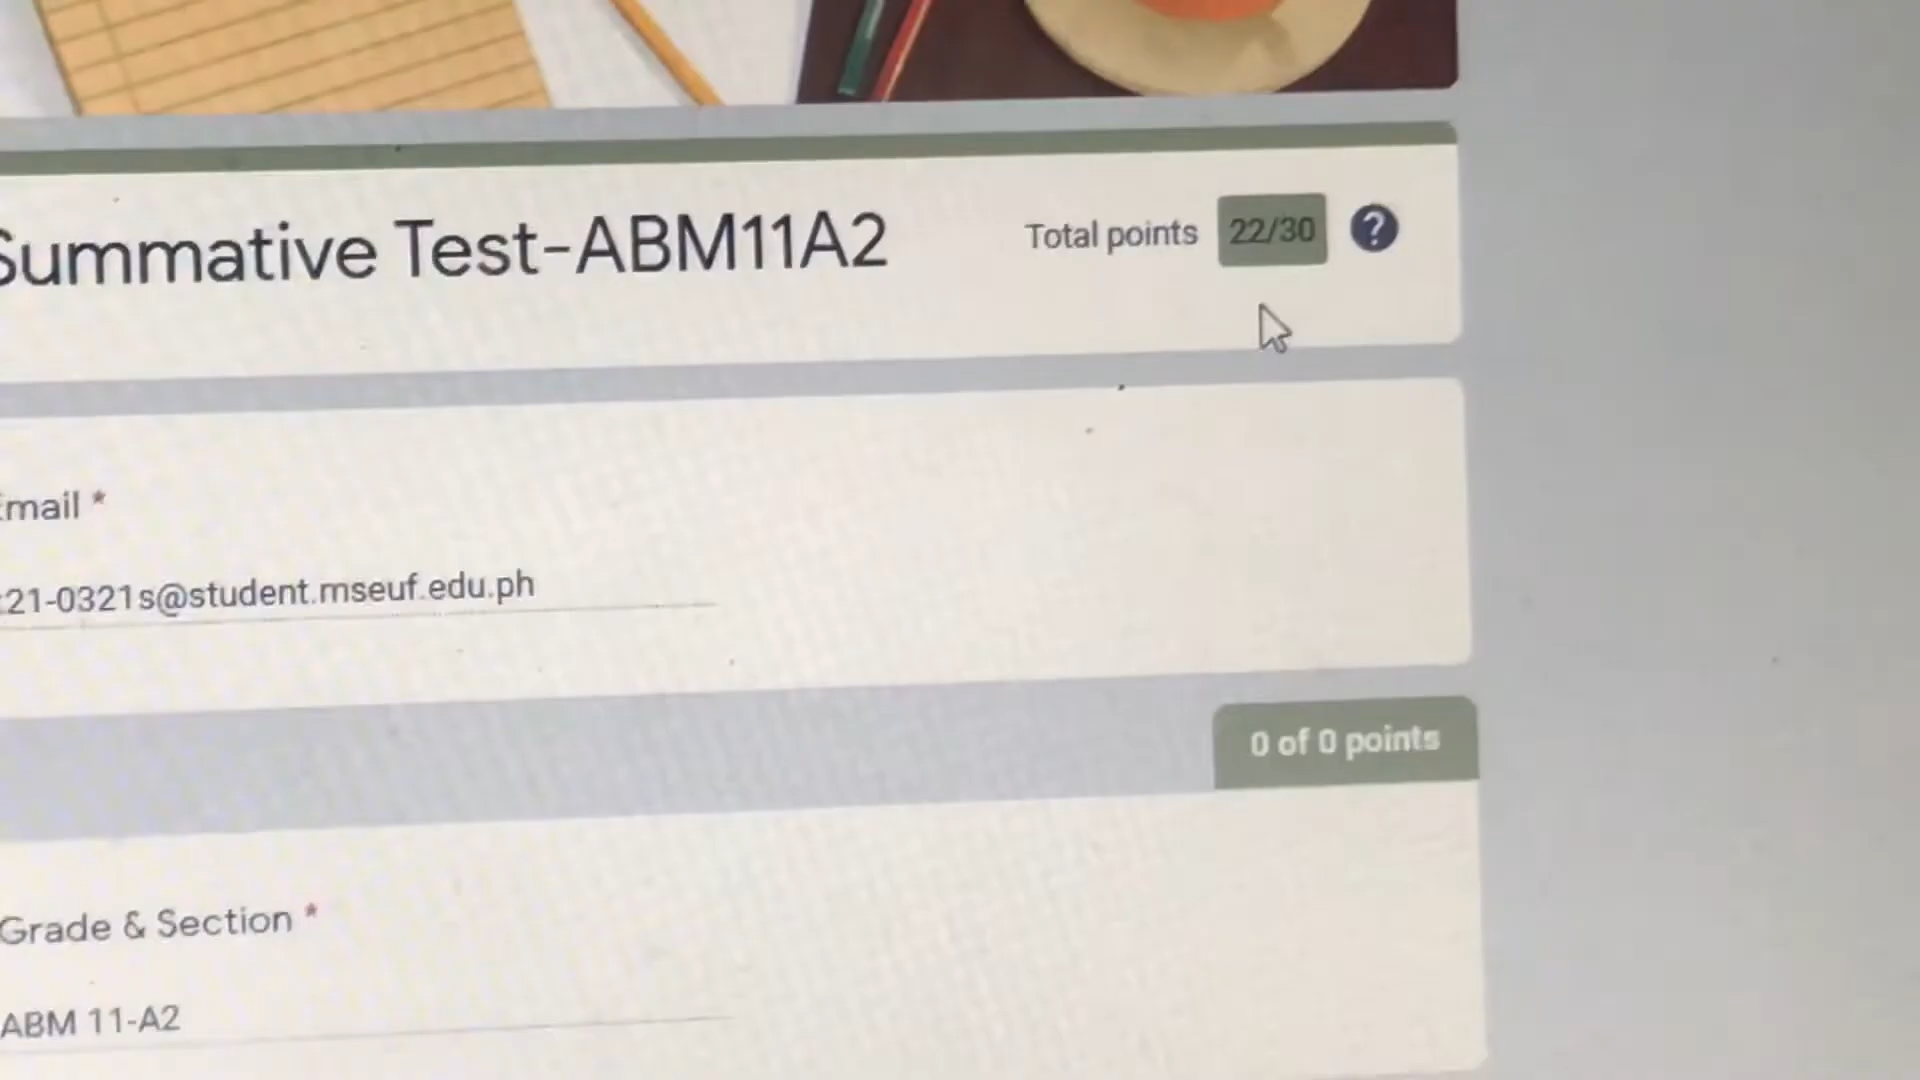 Summative Test-ABM11A2
Total points 22/30
Email *
21-0321s@student.mseuf.edu.ph
0 of 0 points
Grade & Section *
ABM 11-A2